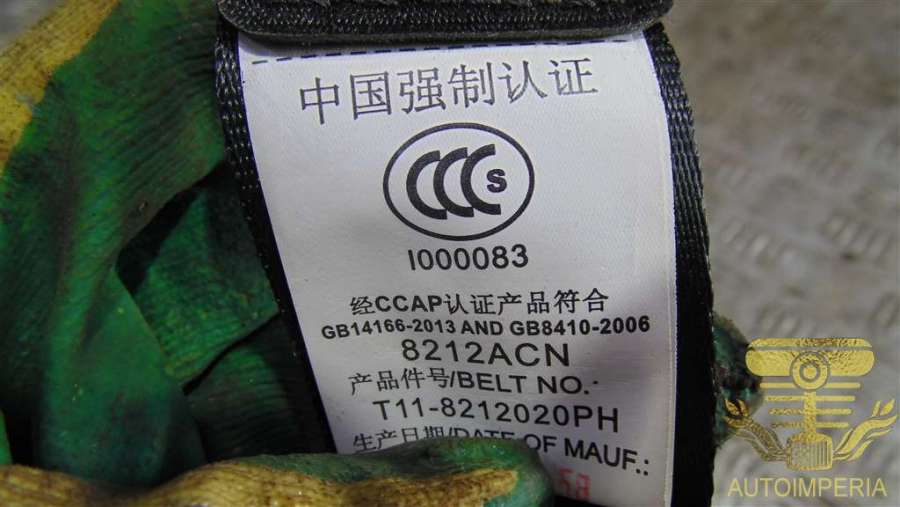 中国强制认证
CCC S
I000083
经CCAP认证产品符合
GB14166-2013 AND GB8410-2006
8212ACN
产品件号/BELT NO.:
T11-8212020PH
生产日期/DATE OF MAUF.:
AUTOIMPERIA